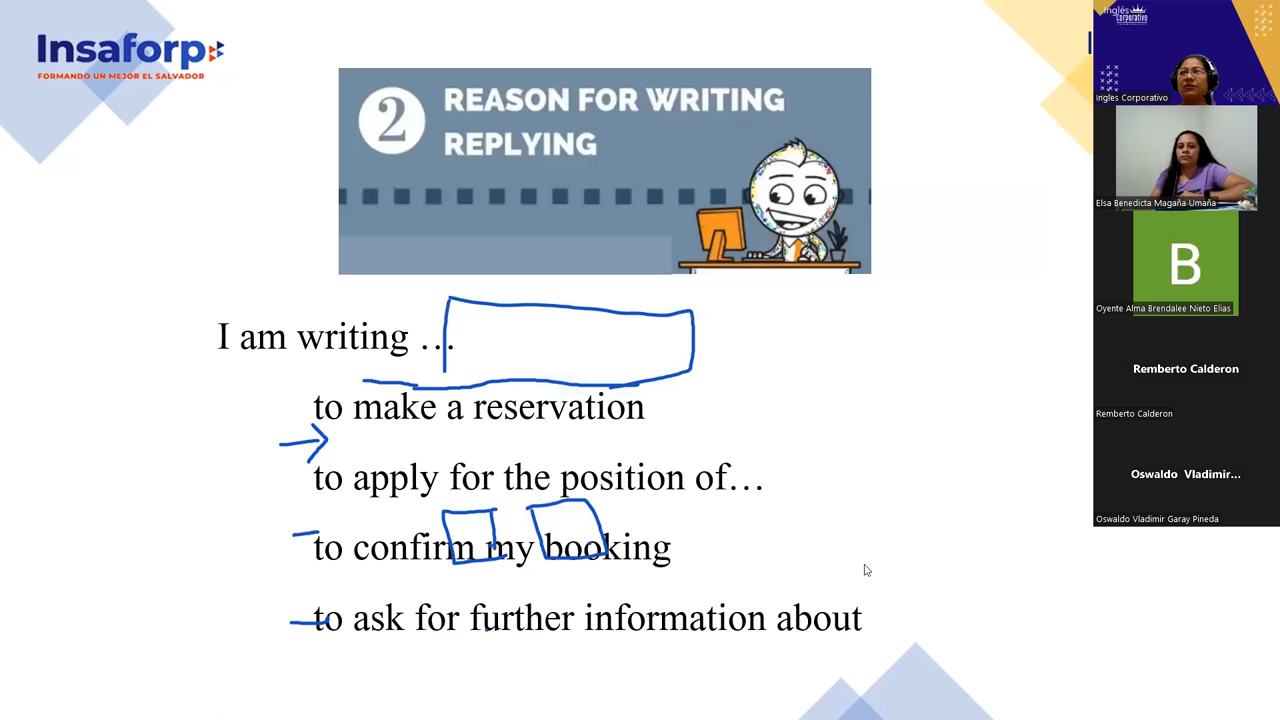 Insaforp
FORMANDO UN MEJOR EL SALVADOR
2
REASON FOR WRITING
REPLYING
I am writing …
to make a reservation
to apply for the position of…
to confirm my booking
to ask for further information about
Inglés
Corporativo
Ingles Corporativo
Elsa Benedicta Magaña Umaña
B
Oyente Alma Brendalee Nieto Elias
Remberto Calderon
Remberto Calderon
Oswaldo Vladimir...
Oswaldo Vladimir Garay Pineda